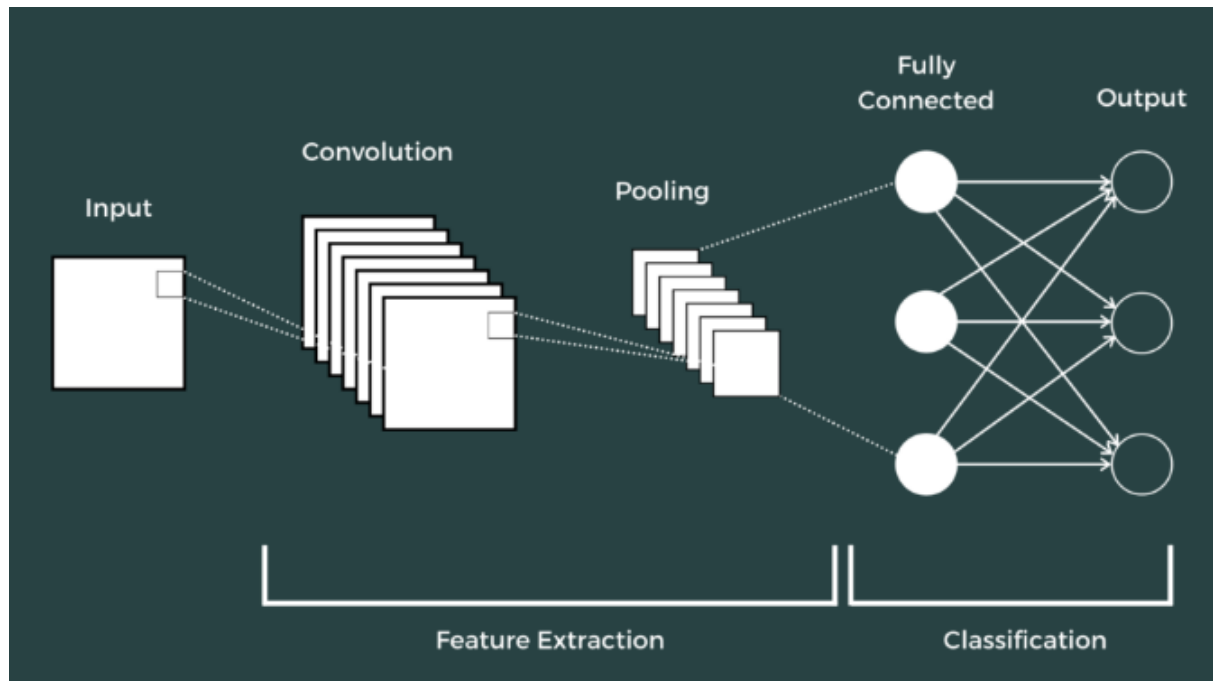 Input
Convolution
Pooling
Fully
Connected
Output
Feature Extraction
Classification